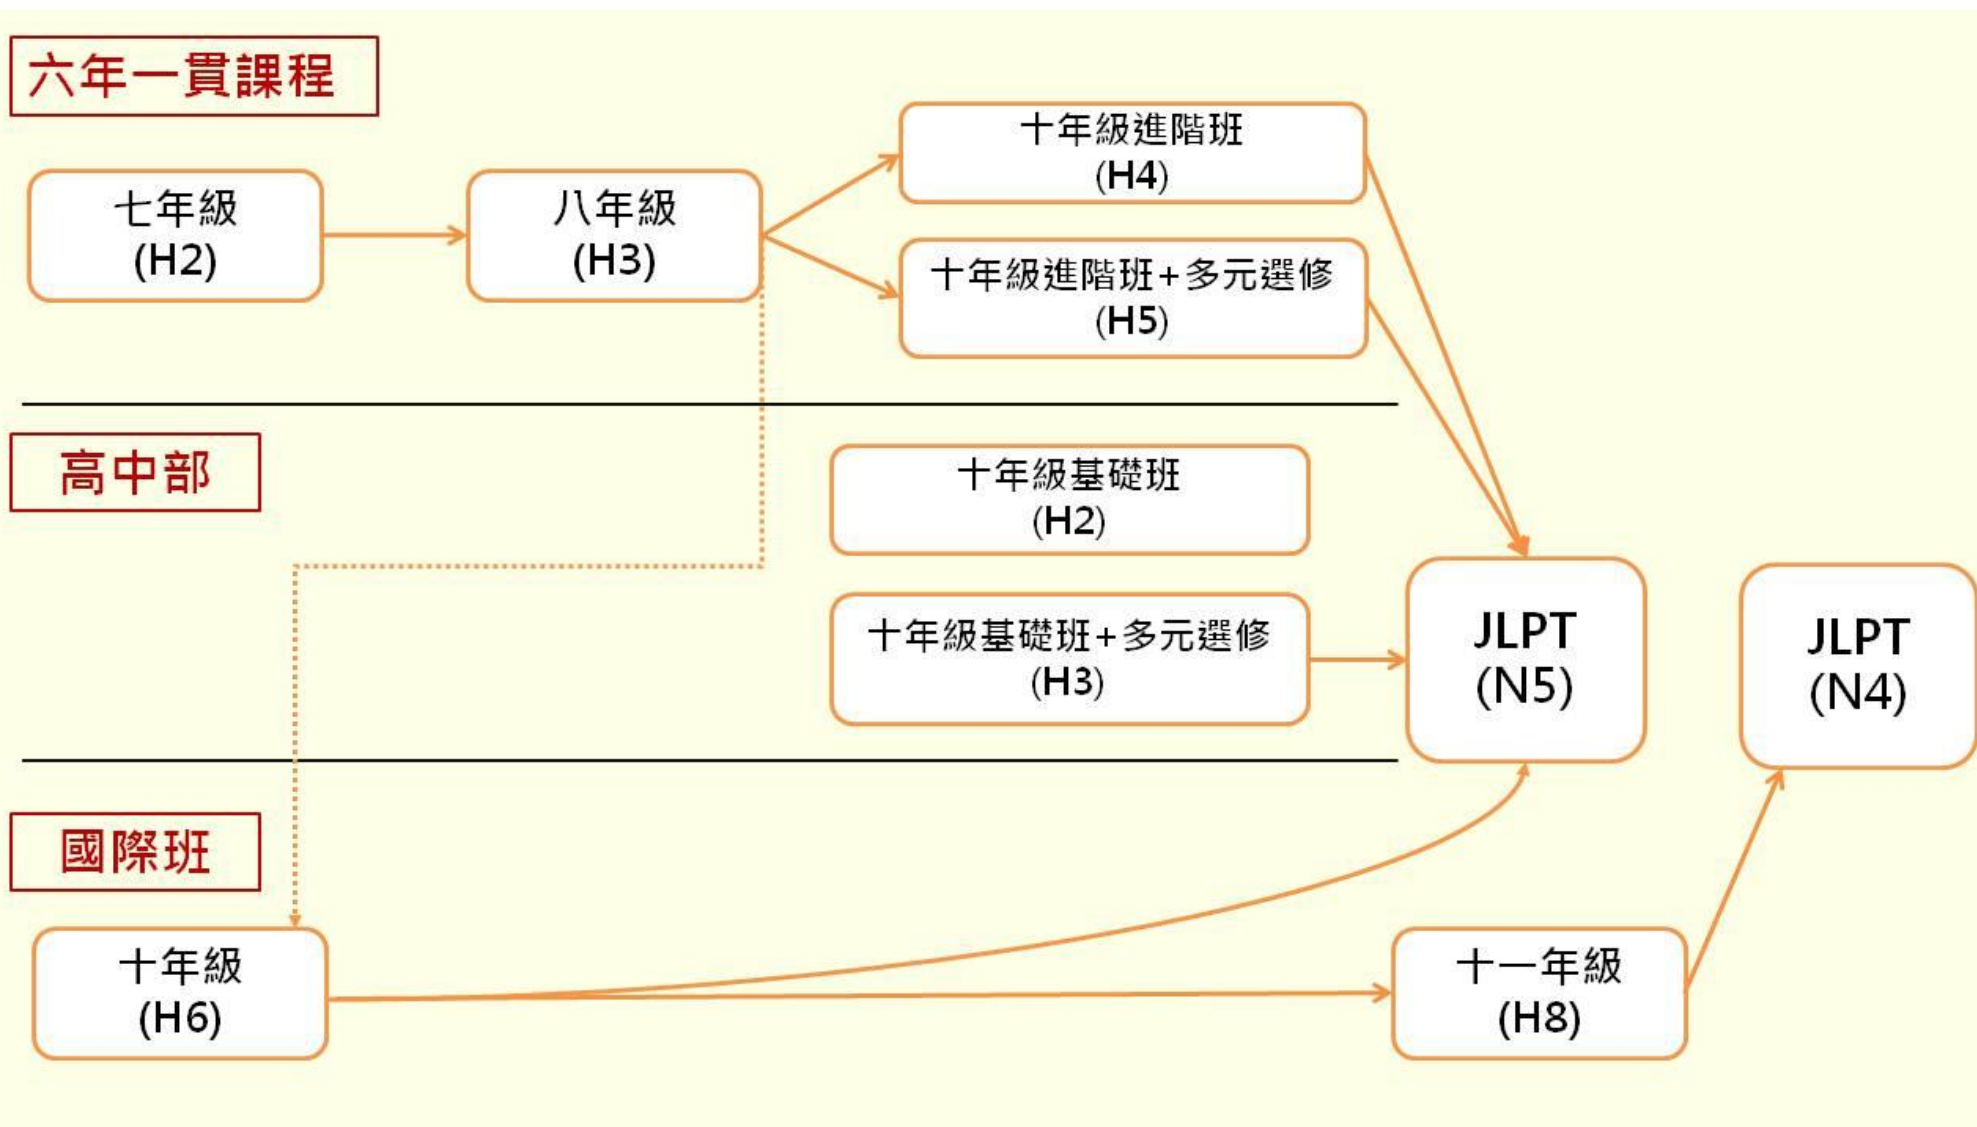 六年一貫課程
七年級
(H2)
八年級
(H3)
十年級進階班
(H4)
十年級進階班+多元選修
(H5)
高中部
十年級基礎班
(H2)
十年級基礎班+多元選修
(H3)
JLPT
(N5)
JLPT
(N4)
國際班
十年級
(H6)
十一年級
(H8)